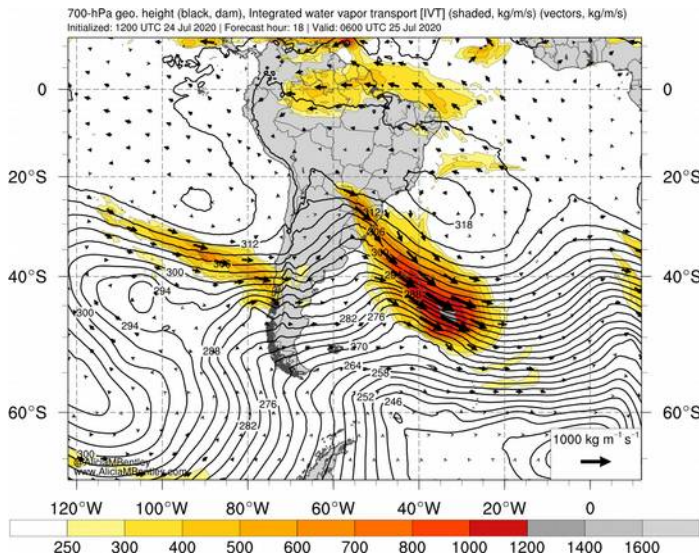 700-hPa geo. height (black, dam), Integrated water vapor transport [IVT] (shaded, kg/m/s) (vectors, kg/m/s)
Initialized: 1200 UTC 24 Jul 2020 | Forecast hour: 18 | Valid: 0600 UTC 25 Jul 2020
0 0
20°S 20°S
312
306
318
312
300
300
294
40°S 40°S
294
300
294
288
282
276
270
264
258
252
246
276
282
60°S 60°S
300
@AliciaMBentley
www.AliciaMBentley.com
1000 kg m⁻¹ s⁻¹
120°W 100°W 80°W 60°W 40°W 20°W 0
250 300 400 500 600 700 800 1000 1200 1400 1600